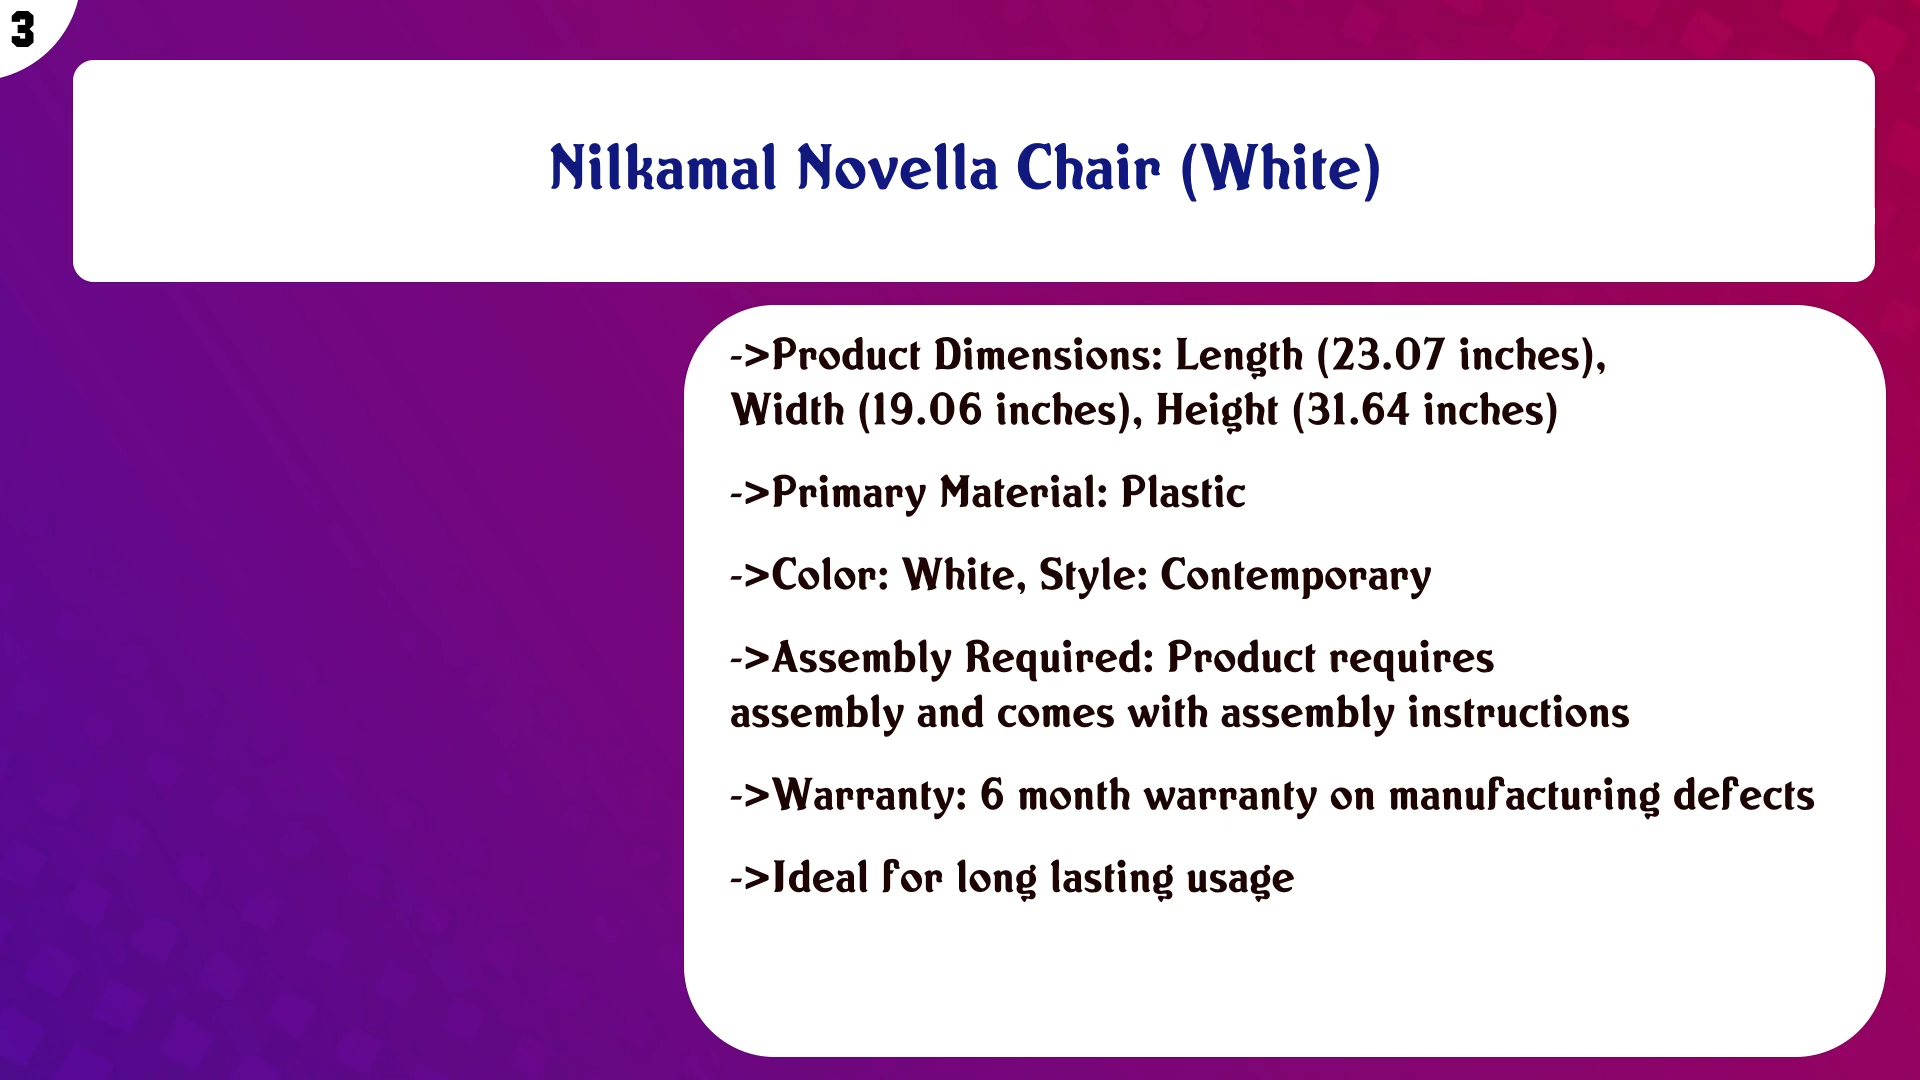 3
Nilkamal Novella Chair (White)
->Product Dimensions: Length (23.07 inches),
Width (19.06 inches), Height (31.64 inches)
->Primary Material: Plastic
->Color: White, Style: Contemporary
->Assembly Required: Product requires
assembly and comes with assembly instructions
->Warranty: 6 month warranty on manufacturing defects
->Ideal for long lasting usage